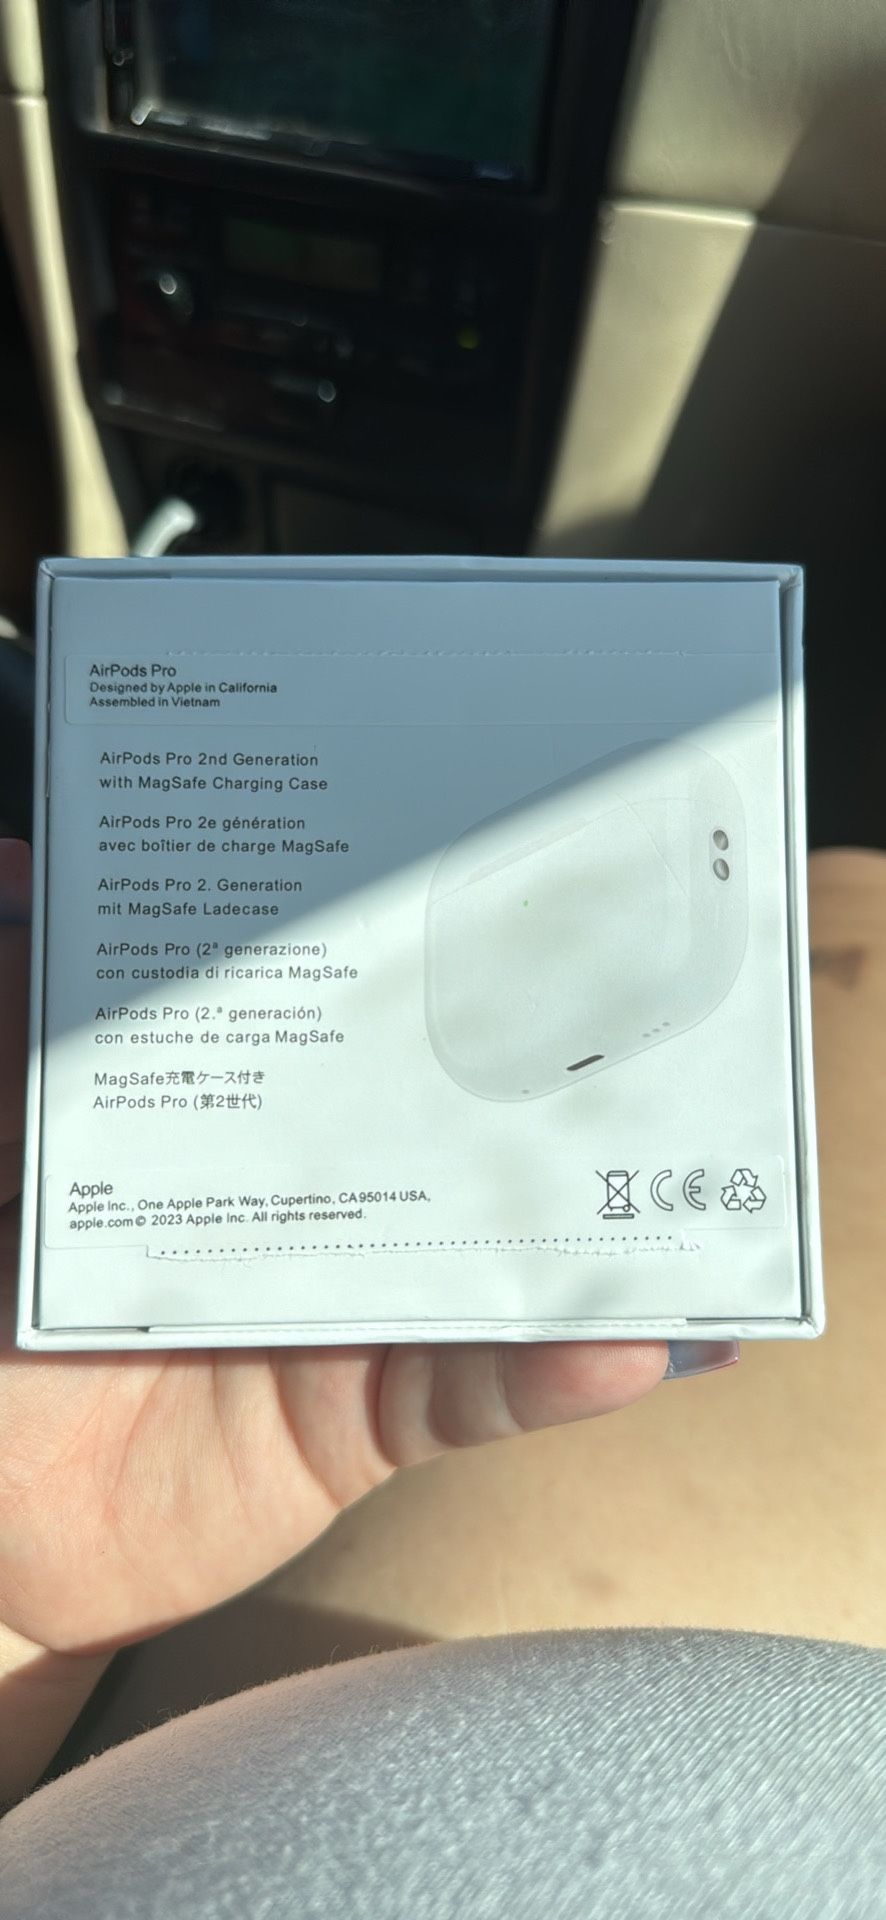 AirPods Pro
Designed by Apple in California
Assembled in Vietnam
AirPods Pro 2nd Generation
with MagSafe Charging Case
AirPods Pro 2e génération
avec boîtier de charge MagSafe
AirPods Pro 2. Generation
mit MagSafe Ladecase
AirPods Pro (2ª generazione)
con custodia di ricarica MagSafe
AirPods Pro (2.ª generación)
con estuche de carga MagSafe
MagSafe充電ケース付き
AirPods Pro (第2世代)
Apple
Apple Inc., One Apple Park Way, Cupertino, CA95014 USA,
apple.com© 2023 Apple Inc. All rights reserved.
CE